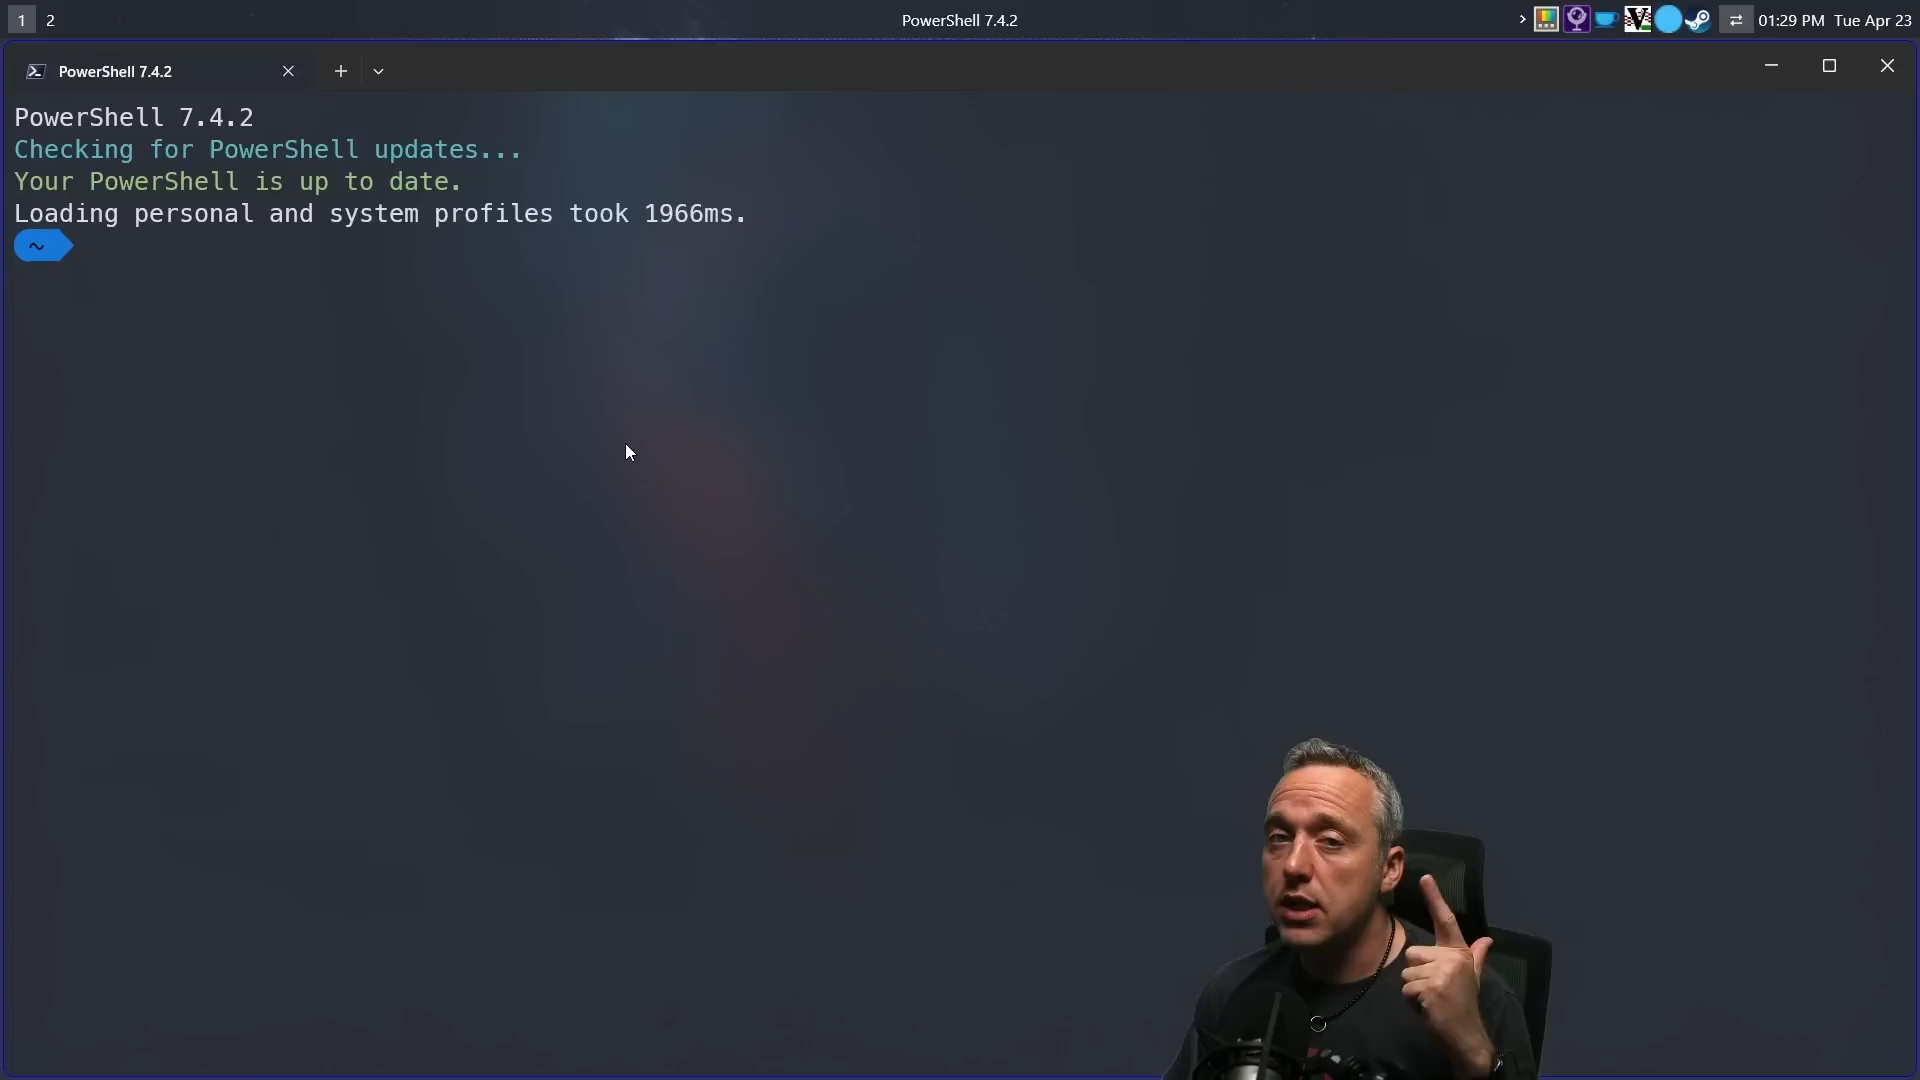 1 2 PowerShell 7.4.2 01:29 PM Tue Apr 23
PowerShell 7.4.2
PowerShell 7.4.2
Checking for PowerShell updates...
Your PowerShell is up to date.
Loading personal and system profiles took 1966ms.
~